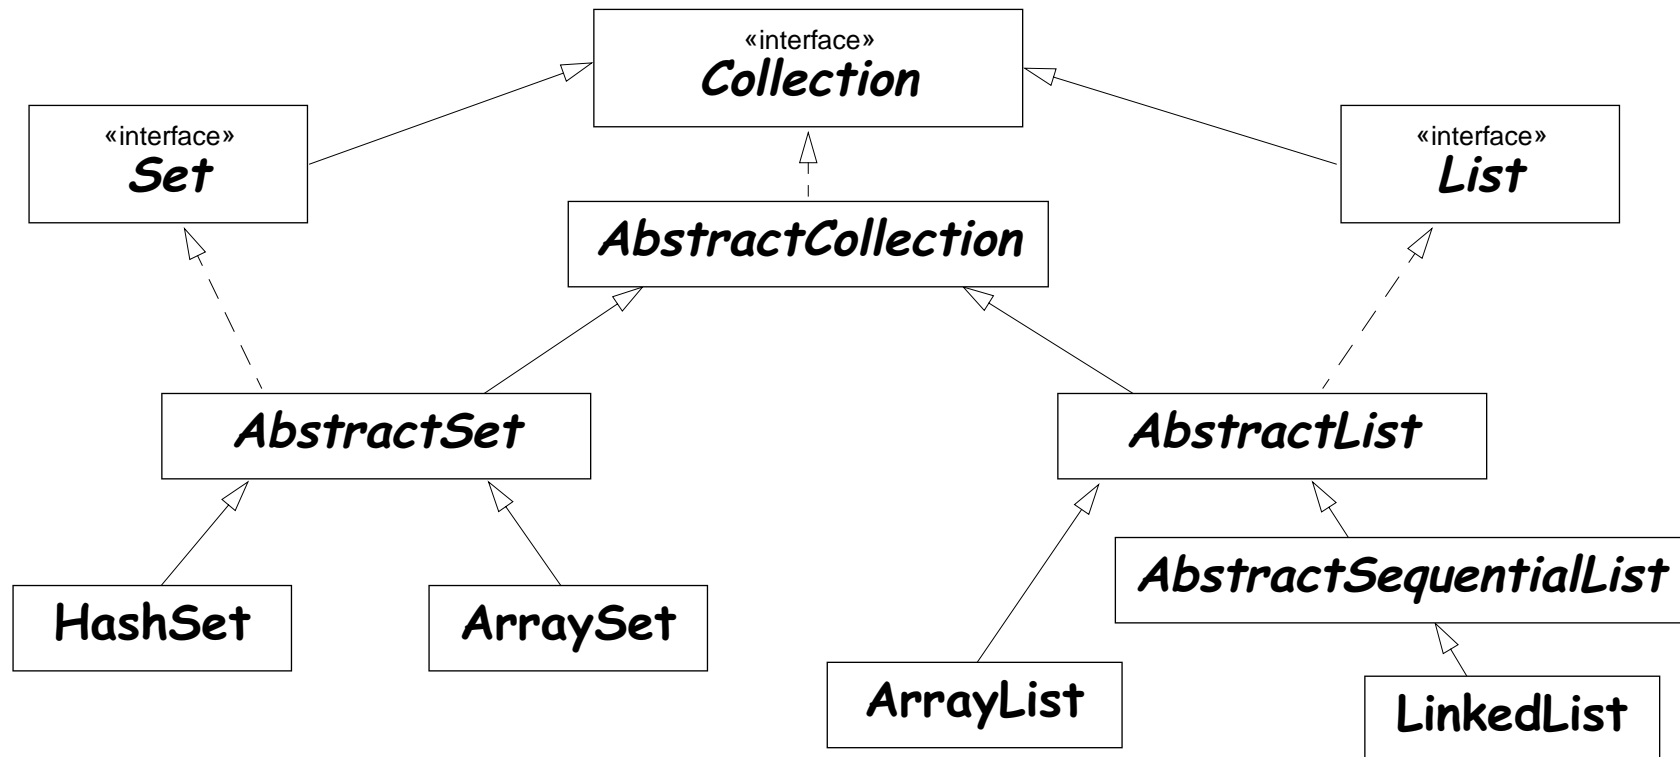 «interface»
Collection
«interface»
Set
«interface»
List
AbstractCollection
AbstractSet
AbstractList
HashSet
ArraySet
AbstractSequentialList
ArrayList
LinkedList